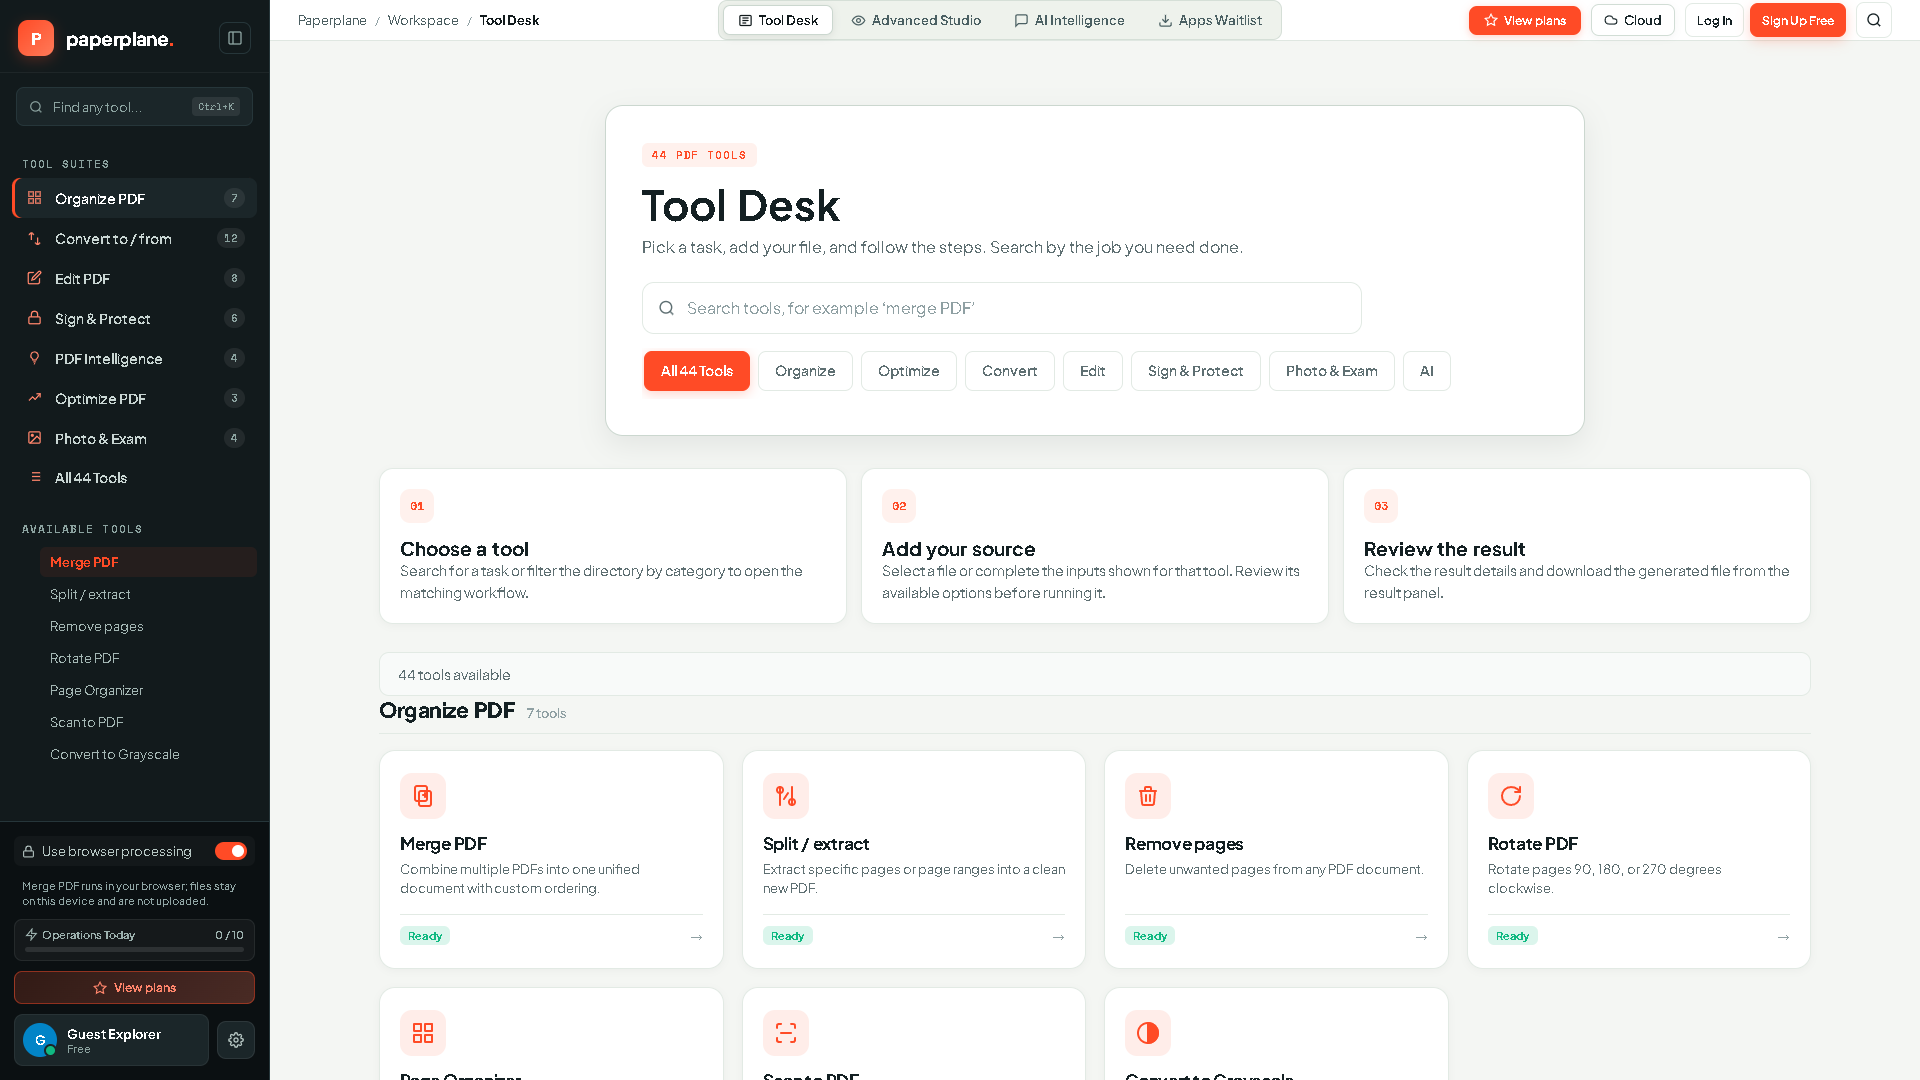 P
paperplane.
Find any tool...
Ctrl+K
TOOL SUITES
Organize PDF 7
Convert to / from 12
Edit PDF 8
Sign & Protect 6
PDF Intelligence 4
Optimize PDF 3
Photo & Exam 4
All 44 Tools
AVAILABLE TOOLS
Merge PDF
Split / extract
Remove pages
Rotate PDF
Page Organizer
Scan to PDF
Convert to Grayscale
Use browser processing
Merge PDF runs in your browser; files stay
on this device and are not uploaded.
Operations Today 0 / 10
View plans
G
Guest Explorer
Free
Paperplane / Workspace / Tool Desk
Tool Desk
Advanced Studio
AI Intelligence
Apps Waitlist
View plans
Cloud
Log In
Sign Up Free
44 PDF TOOLS
Tool Desk
Pick a task, add your file, and follow the steps. Search by the job you need done.
Search tools, for example ‘merge PDF’
All 44 Tools
Organize
Optimize
Convert
Edit
Sign & Protect
Photo & Exam
AI
01
Choose a tool
Search for a task or filter the directory by category to open the
matching workflow.
02
Add your source
Select a file or complete the inputs shown for that tool. Review its
available options before running it.
03
Review the result
Check the result details and download the generated file from the
result panel.
44 tools available
Organize PDF 7 tools
Merge PDF
Combine multiple PDFs into one unified
document with custom ordering.
Ready →
Split / extract
Extract specific pages or page ranges into a clean
new PDF.
Ready →
Remove pages
Delete unwanted pages from any PDF document.
Ready →
Rotate PDF
Rotate pages 90, 180, or 270 degrees
clockwise.
Ready →
Page Organizer
Scan to PDF
Convert to Grayscale